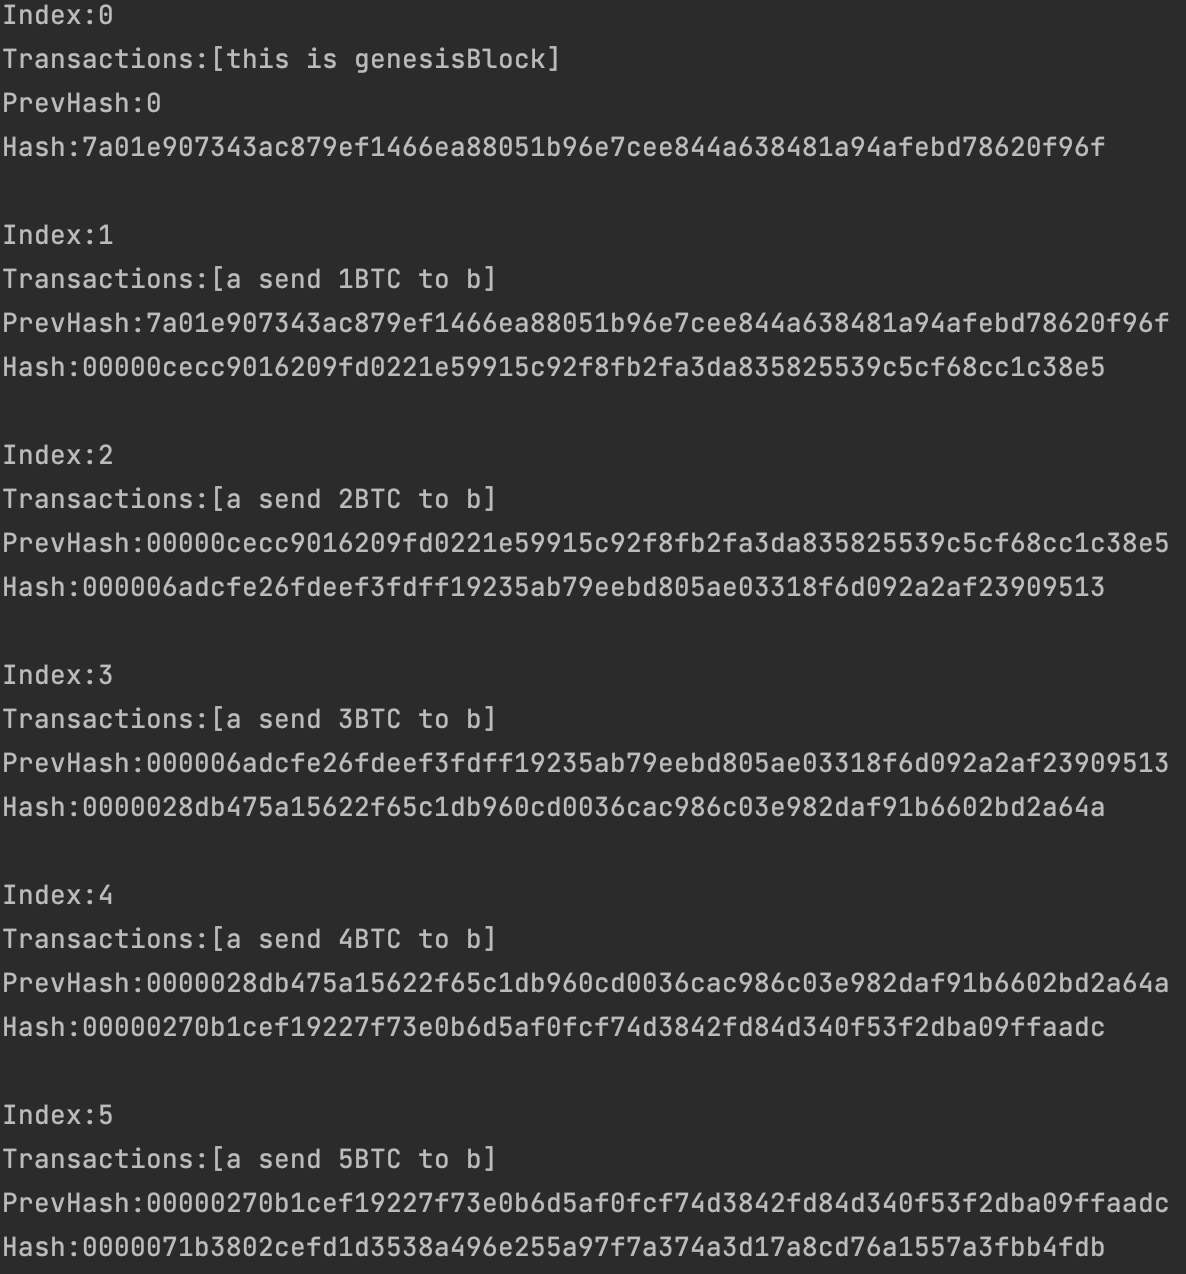 Index:0
Transactions:[this is genesisBlock]
PrevHash:0
Hash:7a01e907343ac879ef1466ea88051b96e7cee844a638481a94afebd78620f96f
Index:1
Transactions:[a send 1BTC to b]
PrevHash:7a01e907343ac879ef1466ea88051b96e7cee844a638481a94afebd78620f96f
Hash:00000cecc9016209fd0221e59915c92f8fb2fa3da835825539c5cf68cc1c38e5
Index:2
Transactions:[a send 2BTC to b]
PrevHash:00000cecc9016209fd0221e59915c92f8fb2fa3da835825539c5cf68cc1c38e5
Hash:000006adcfe26fdeef3fdff19235ab79eebd805ae03318f6d092a2af23909513
Index:3
Transactions:[a send 3BTC to b]
PrevHash:000006adcfe26fdeef3fdff19235ab79eebd805ae03318f6d092a2af23909513
Hash:0000028db475a15622f65c1db960cd0036cac986c03e982daf91b6602bd2a64a
Index:4
Transactions:[a send 4BTC to b]
PrevHash:0000028db475a15622f65c1db960cd0036cac986c03e982daf91b6602bd2a64a
Hash:00000270b1cef19227f73e0b6d5af0fcf74d3842fd84d340f53f2dba09ffaadc
Index:5
Transactions:[a send 5BTC to b]
PrevHash:00000270b1cef19227f73e0b6d5af0fcf74d3842fd84d340f53f2dba09ffaadc
Hash:0000071b3802cefd1d3538a496e255a97f7a374a3d17a8cd76a1557a3fbb4fdb